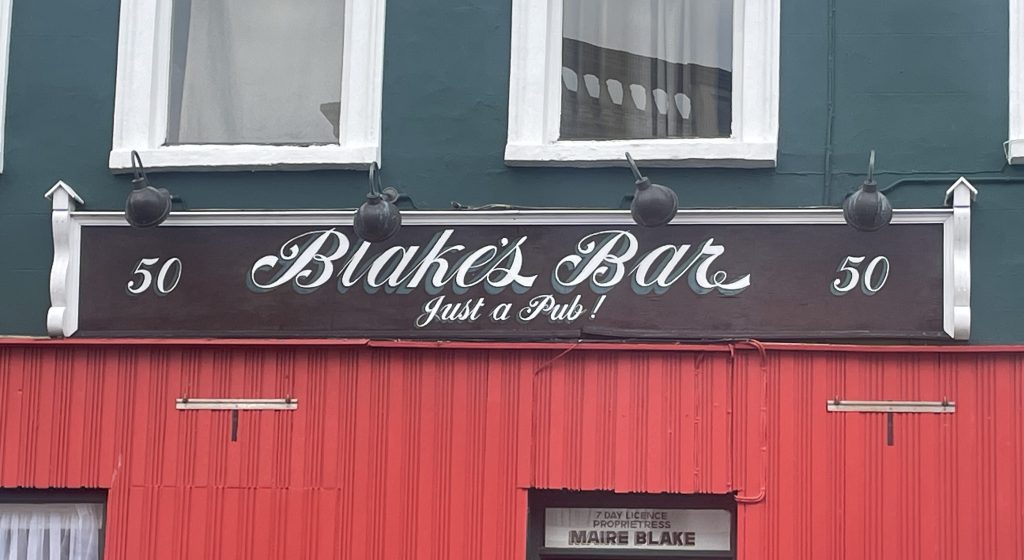 50 Blake's Bar 50
Just a Pub!
7 DAY LICENCE
PROPRIETRESS
MAIRE BLAKE